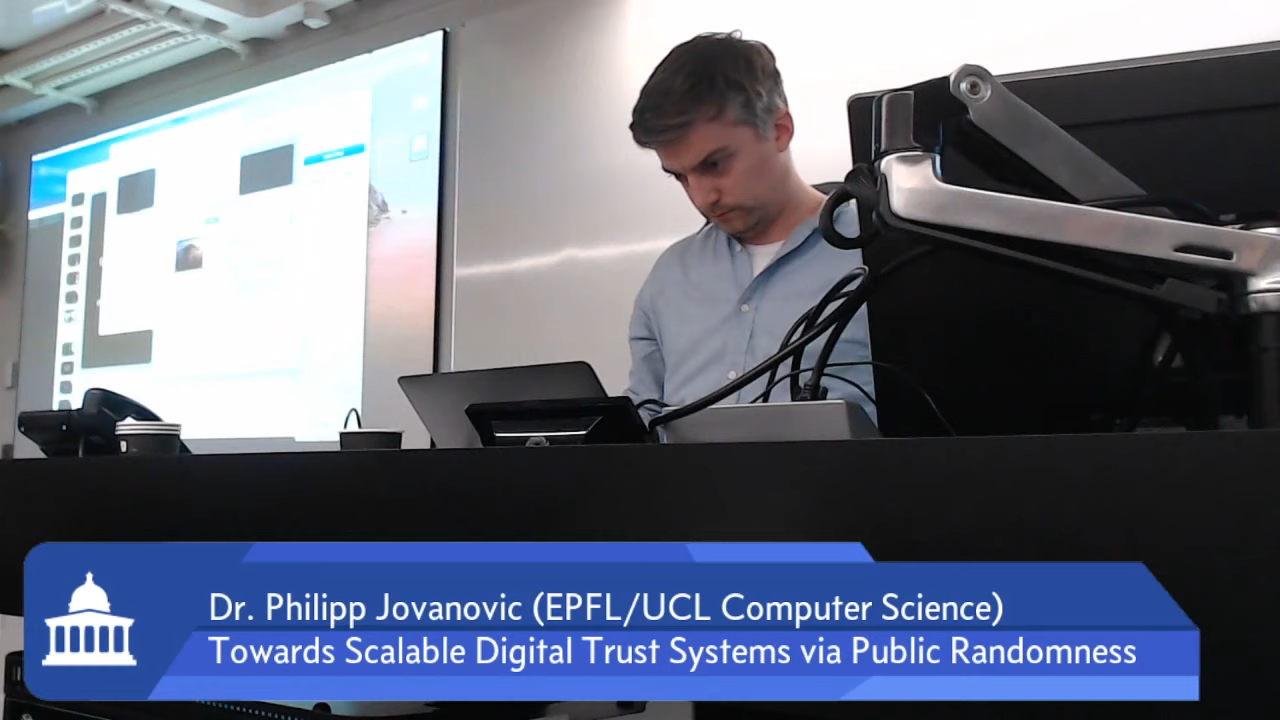 Dr. Philipp Jovanovic (EPFL/UCL Computer Science)
Towards Scalable Digital Trust Systems via Public Randomness